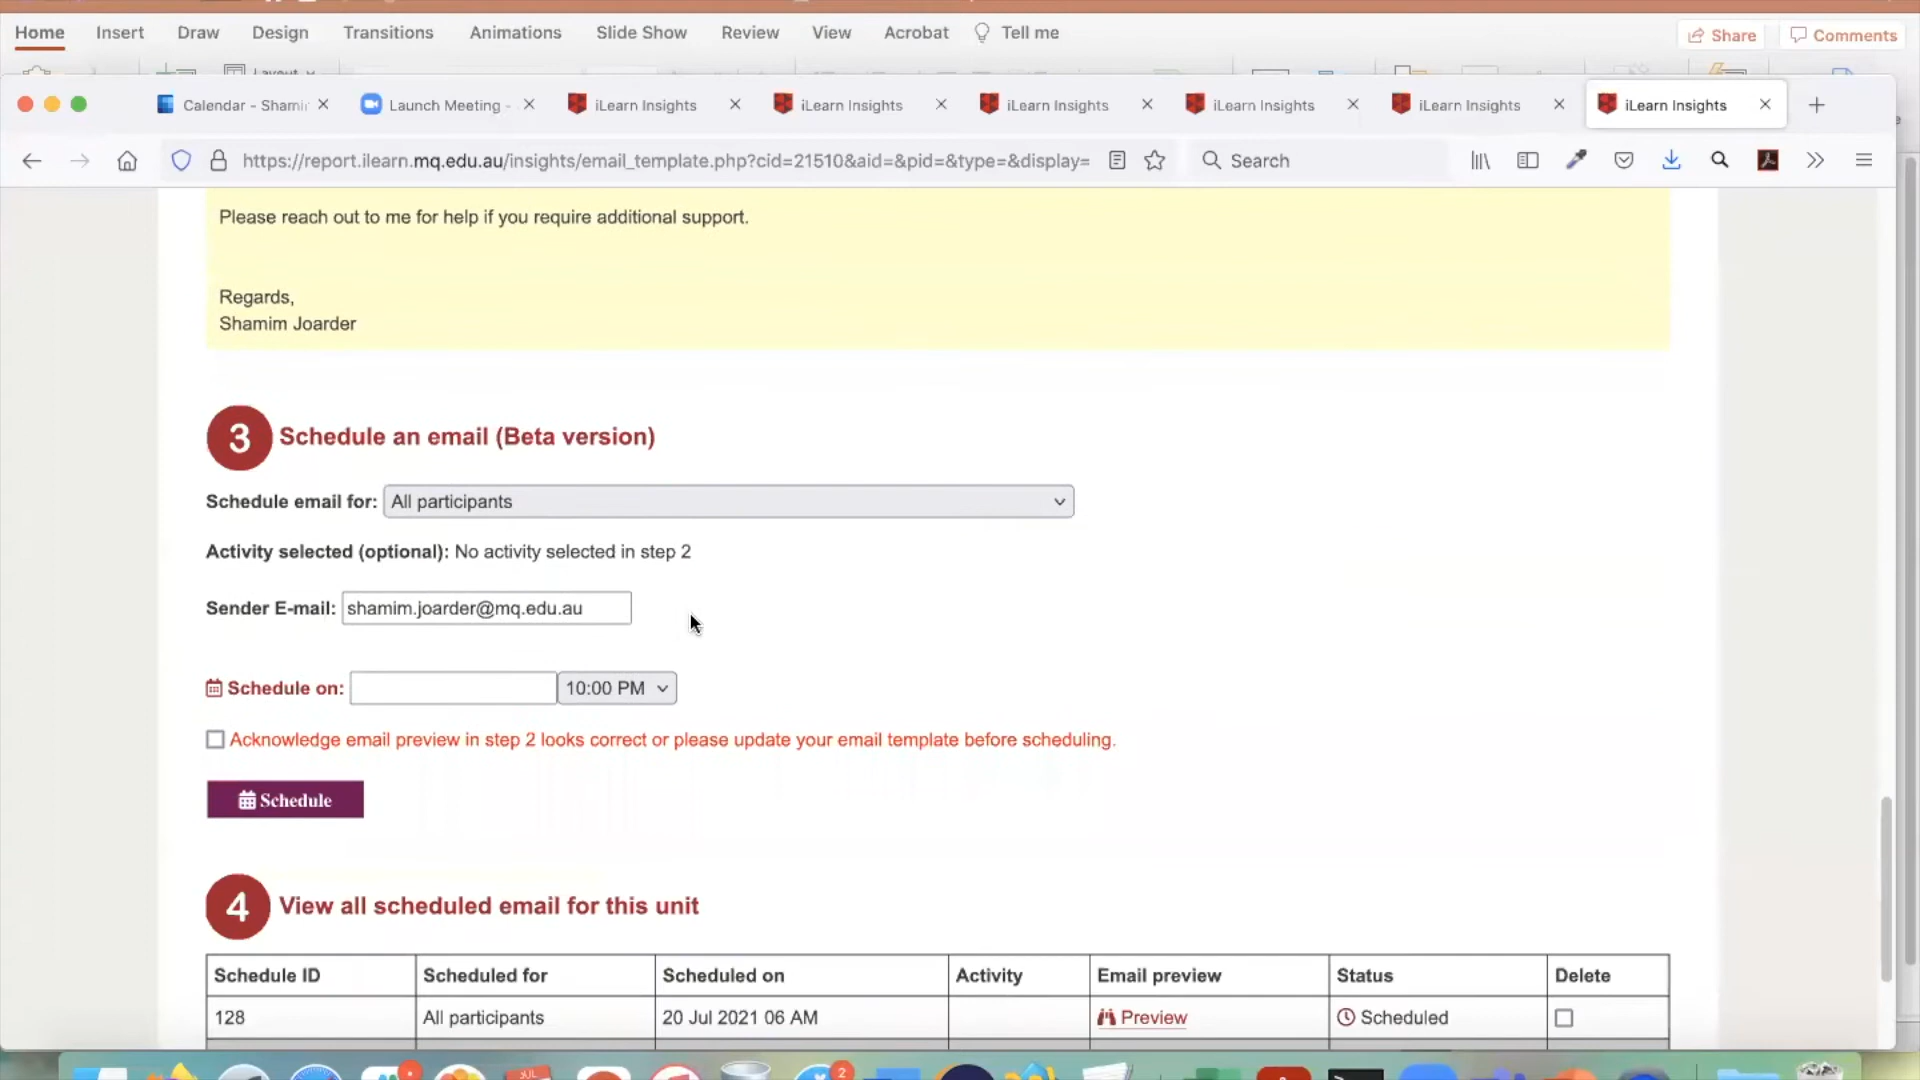 Home Insert Draw Design Transitions Animations Slide Show Review View Acrobat Tell me Share Comments
Calendar - Shami Launch Meeting - iLearn Insights iLearn Insights iLearn Insights iLearn Insights iLearn Insights iLearn Insights
https://report.ilearn.mq.edu.au/insights/email_template.php?cid=21510&aid=&pid=&type=&display= Search
Please reach out to me for help if you require additional support.
Regards,
Shamim Joarder
3 Schedule an email (Beta version)
Schedule email for: All participants
Activity selected (optional): No activity selected in step 2
Sender E-mail: shamim.joarder@mq.edu.au
Schedule on: 10:00 PM
Acknowledge email preview in step 2 looks correct or please update your email template before scheduling.
Schedule
4 View all scheduled email for this unit
Schedule ID Scheduled for Scheduled on Activity Email preview Status Delete
128 All participants 20 Jul 2021 06 AM Preview Scheduled
JUL 2